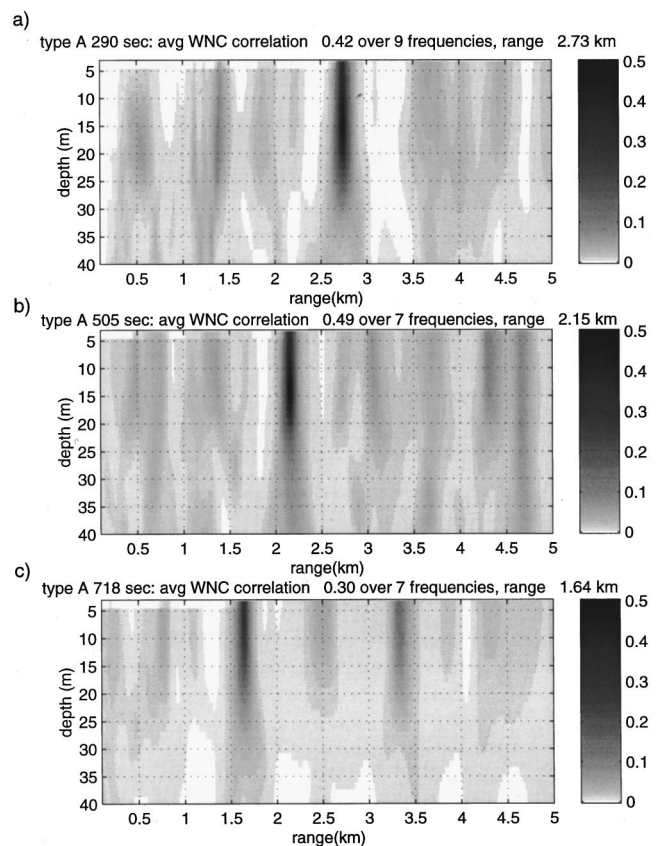 a)
type A 290 sec: avg WNC correlation 0.42 over 9 frequencies, range 2.73 km
depth (m)
5
10
15
20
25
30
35
40
0.5 1 1.5 2 2.5 3 3.5 4 4.5 5
range(km)
0.5
0.4
0.3
0.2
0.1
0
b)
type A 505 sec: avg WNC correlation 0.49 over 7 frequencies, range 2.15 km
depth (m)
5
10
15
20
25
30
35
40
0.5 1 1.5 2 2.5 3 3.5 4 4.5 5
range(km)
0.5
0.4
0.3
0.2
0.1
0
c)
type A 718 sec: avg WNC correlation 0.30 over 7 frequencies, range 1.64 km
depth (m)
5
10
15
20
25
30
35
40
0.5 1 1.5 2 2.5 3 3.5 4 4.5 5
range(km)
0.5
0.4
0.3
0.2
0.1
0